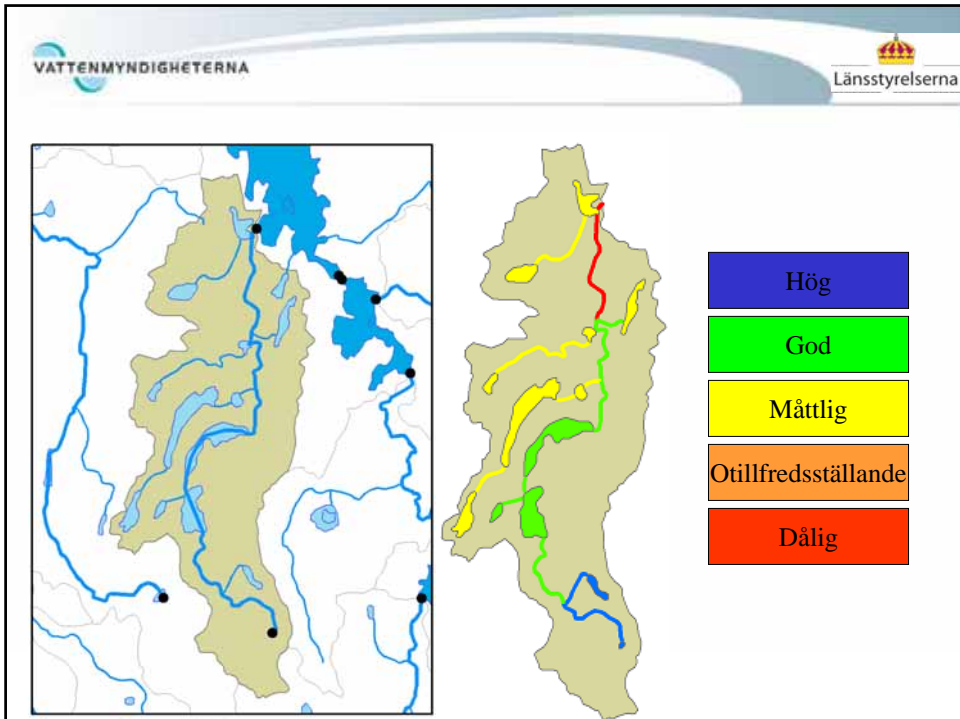 VATTENMYNDIGHETERNA
Länsstyrelserna
Hög
God
Måttlig
Otillfredsställande
Dålig